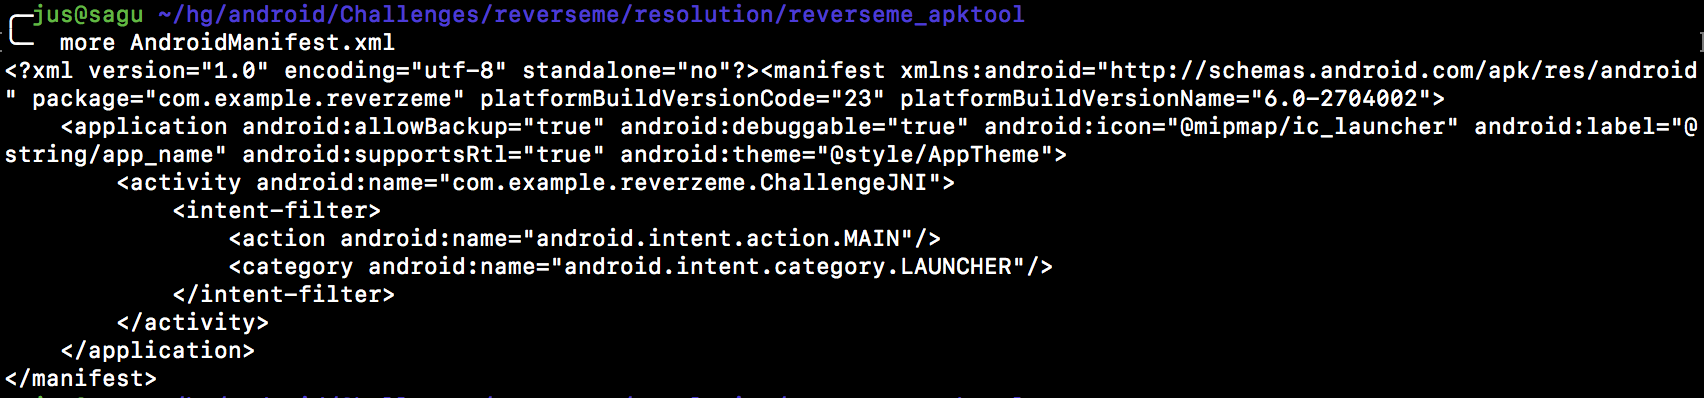 jus@sagu ~/hg/android/Challenges/reverseme/resolution/reverseme_apktool
more AndroidManifest.xml
<?xml version="1.0" encoding="utf-8" standalone="no"?><manifest xmlns:android="http://schemas.android.com/apk/res/android
" package="com.example.reverzeme" platformBuildVersionCode="23" platformBuildVersionName="6.0-2704002">
    <application android:allowBackup="true" android:debuggable="true" android:icon="@mipmap/ic_launcher" android:label="@
string/app_name" android:supportsRtl="true" android:theme="@style/AppTheme">
        <activity android:name="com.example.reverzeme.ChallengeJNI">
            <intent-filter>
                <action android:name="android.intent.action.MAIN"/>
                <category android:name="android.intent.category.LAUNCHER"/>
            </intent-filter>
        </activity>
    </application>
</manifest>